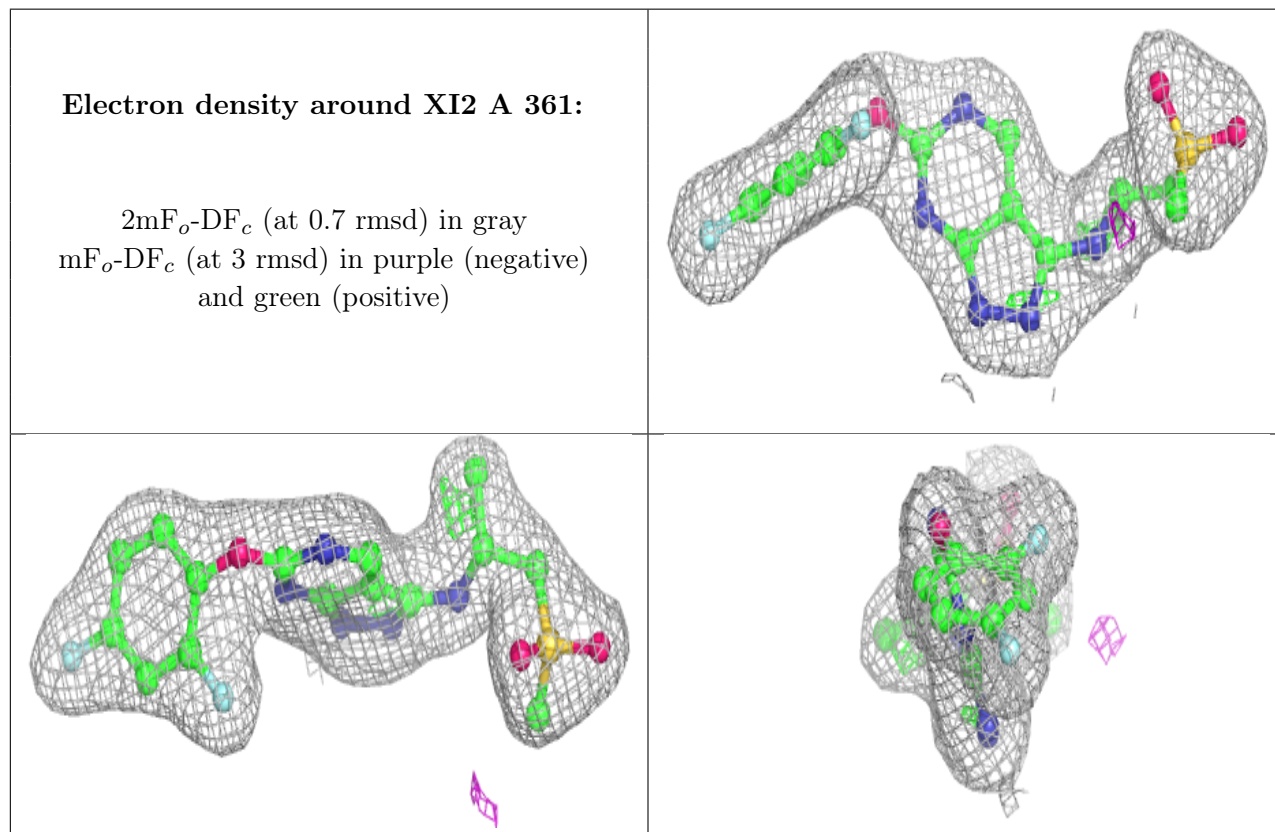 Electron density around XI2 A 361:
2mFo-DFc (at 0.7 rmsd) in gray
mFo-DFc (at 3 rmsd) in purple (negative)
and green (positive)